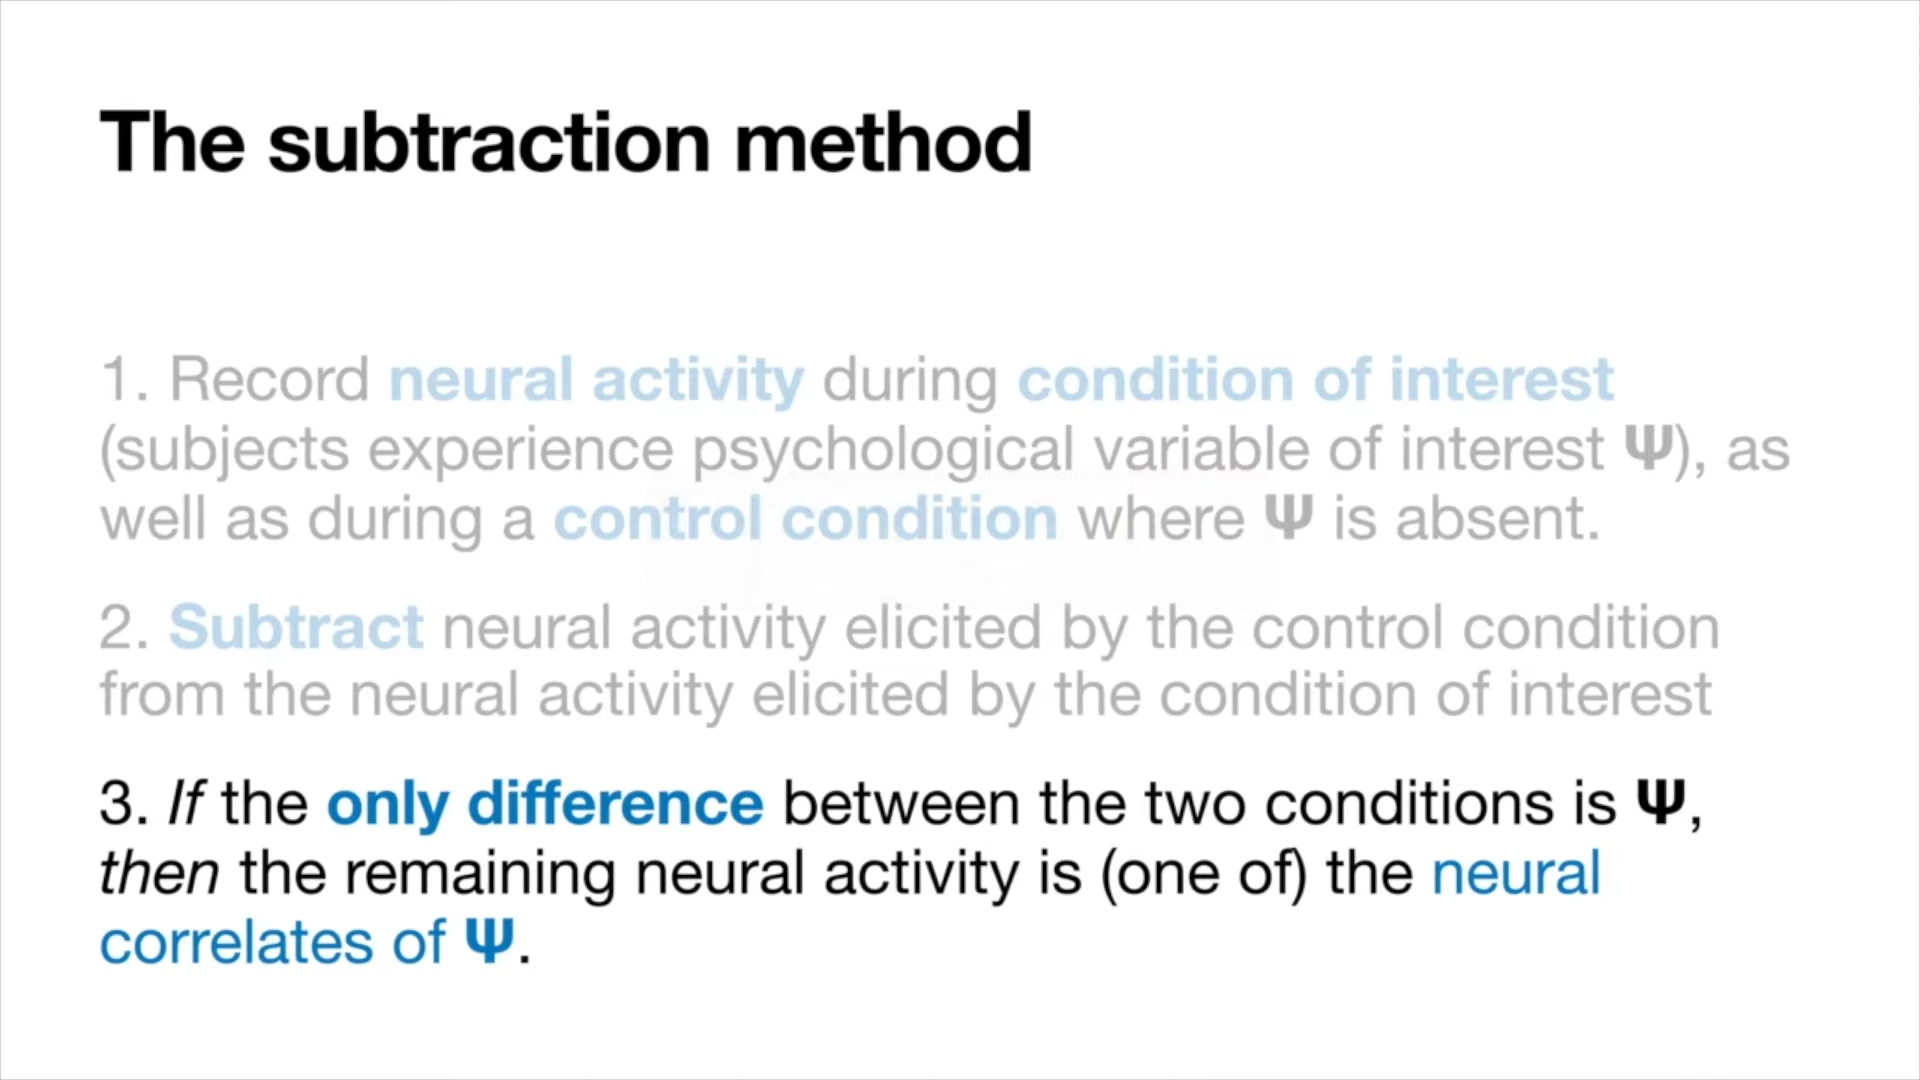 The subtraction method
1. Record neural activity during condition of interest
(subjects experience psychological variable of interest Ψ), as
well as during a control condition where Ψ is absent.
2. Subtract neural activity elicited by the control condition
from the neural activity elicited by the condition of interest
3. If the only difference between the two conditions is Ψ,
then the remaining neural activity is (one of) the neural
correlates of Ψ.